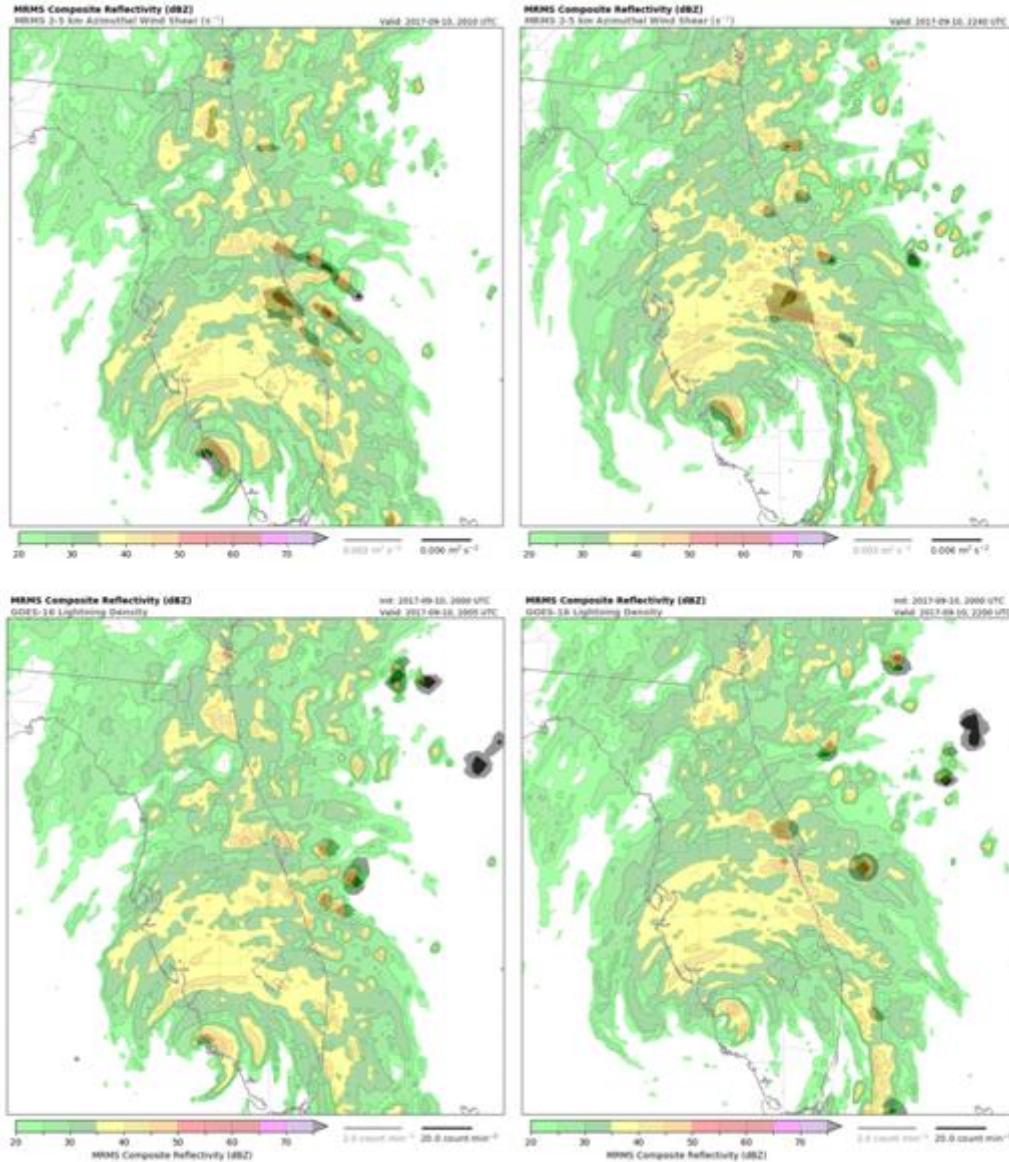 MRMS Composite Reflectivity (dBZ)
MRMS 2-5 km Azimuthal Wind Shear (s⁻¹)
Valid: 2017-09-10, 2010 UTC
MRMS Composite Reflectivity (dBZ)
MRMS 2-5 km Azimuthal Wind Shear (s⁻¹)
Valid: 2017-09-10, 2240 UTC
20 30 40 50 60 70
0.003 m² s⁻² 0.006 m² s⁻²
20 30 40 50 60 70
0.003 m² s⁻² 0.006 m² s⁻²
MRMS Composite Reflectivity (dBZ)
GOES-16 Lightning Density
Init: 2017-09-10, 2000 UTC
Valid: 2017-09-10, 2005 UTC
MRMS Composite Reflectivity (dBZ)
GOES-16 Lightning Density
Init: 2017-09-10, 2000 UTC
Valid: 2017-09-10, 2200 UTC
20 30 40 50 60 70
2.0 count min⁻¹ 20.0 count min⁻¹
MRMS Composite Reflectivity (dBZ)
20 30 40 50 60 70
2.0 count min⁻¹ 20.0 count min⁻¹
MRMS Composite Reflectivity (dBZ)